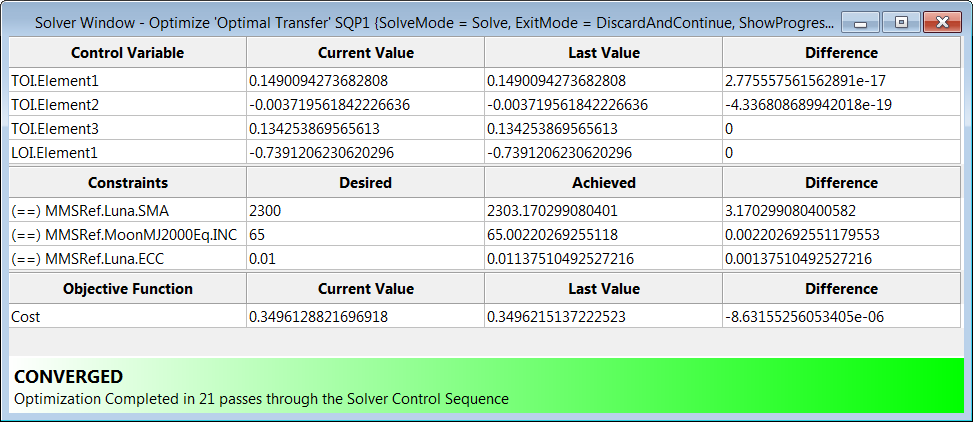 Solver Window - Optimize 'Optimal Transfer' SQP1 {SolveMode = Solve, ExitMode = DiscardAndContinue, ShowProgres...
Control Variable Current Value Last Value Difference
TOI.Element1 0.1490094273682808 0.1490094273682808 2.775557561562891e-17
TOI.Element2 -0.003719561842226636 -0.003719561842226636 -4.336808689942018e-19
TOI.Element3 0.134253869565613 0.134253869565613 0
LOI.Element1 -0.7391206230620296 -0.7391206230620296 0
Constraints Desired Achieved Difference
(==) MMSRef.Luna.SMA 2300 2303.170299080401 3.170299080400582
(==) MMSRef.MoonMJ2000Eq.INC 65 65.00220269255118 0.002202692551179553
(==) MMSRef.Luna.ECC 0.01 0.01137510492527216 0.00137510492527216
Objective Function Current Value Last Value Difference
Cost 0.3496128821696918 0.3496215137222523 -8.63155256053405e-06
CONVERGED
Optimization Completed in 21 passes through the Solver Control Sequence